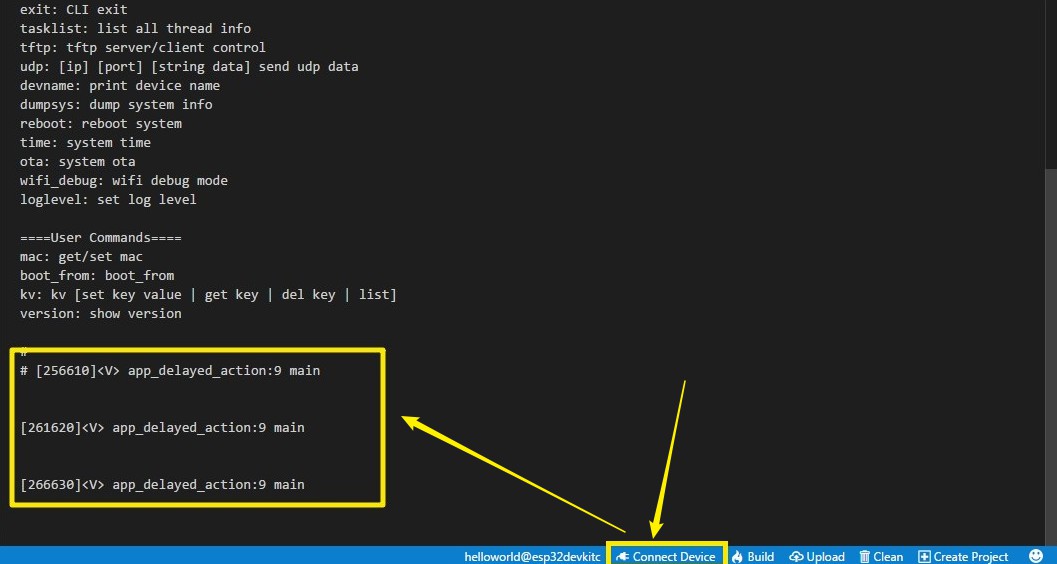 exit: CLI exit
tasklist: list all thread info
tftp: tftp server/client control
udp: [ip] [port] [string data] send udp data
devname: print device name
dumpsys: dump system info
reboot: reboot system
time: system time
ota: system ota
wifi_debug: wifi debug mode
loglevel: set log level
====User Commands====
mac: get/set mac
boot_from: boot_from
kv: kv [set key value | get key | del key | list]
version: show version
#
# [256610]<V> app_delayed_action:9 main
[261620]<V> app_delayed_action:9 main
[266630]<V> app_delayed_action:9 main
helloworld@esp32devkitc Connect Device Build Upload Clean Create Project